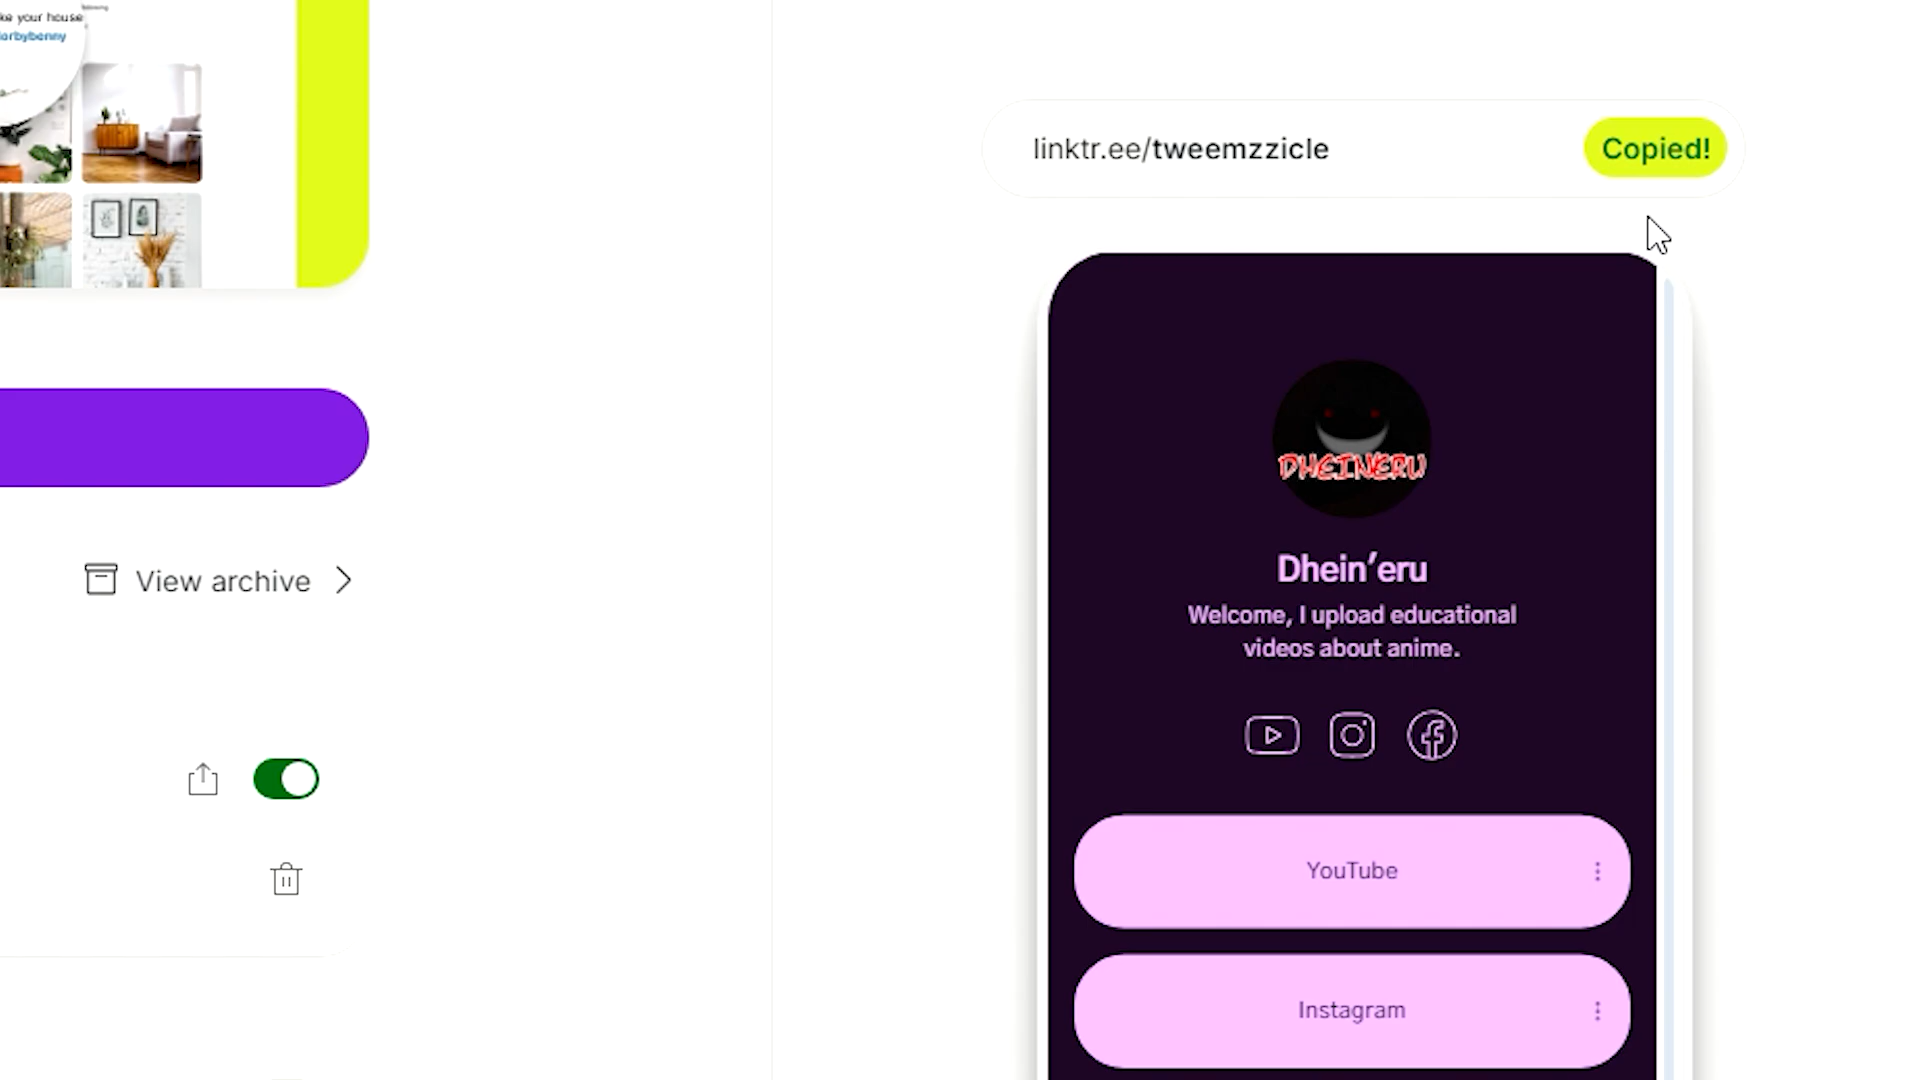 ke your house
orbybenny
View archive
linktr.ee/tweemzzicle
Copied!
DHEINERU
Dhein'eru
Welcome, I upload educational
videos about anime.
YouTube
Instagram